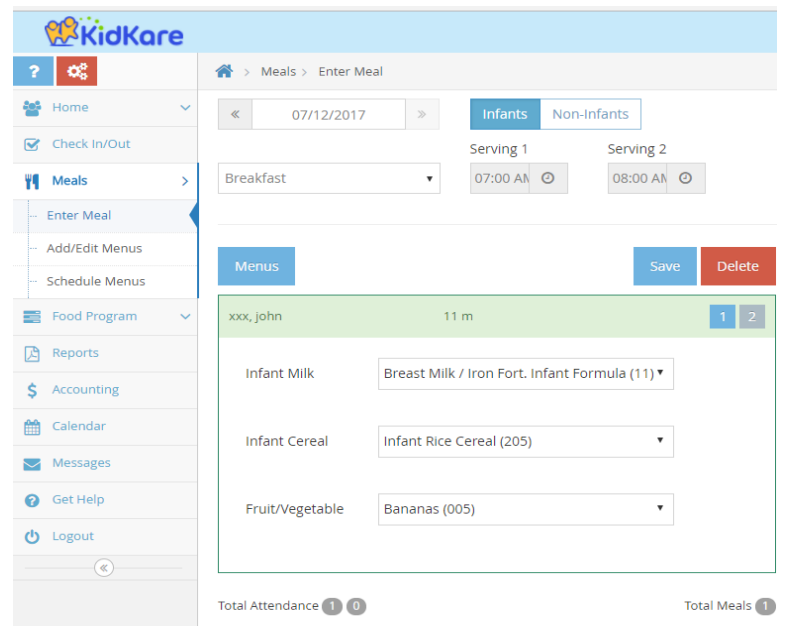 KidKare
?
Meals > Enter Meal
Home
Check In/Out
Meals
Enter Meal
Add/Edit Menus
Schedule Menus
Food Program
Reports
$ Accounting
Calendar
Messages
? Get Help
Logout
«
« 07/12/2017 »
Infants Non-Infants
Serving 1 Serving 2
Breakfast 07:00 AM 08:00 AM
Menus Save Delete
xxx, john 11 m 1 2
Infant Milk Breast Milk / Iron Fort. Infant Formula (11)
Infant Cereal Infant Rice Cereal (205)
Fruit/Vegetable Bananas (005)
Total Attendance 1 0 Total Meals 1